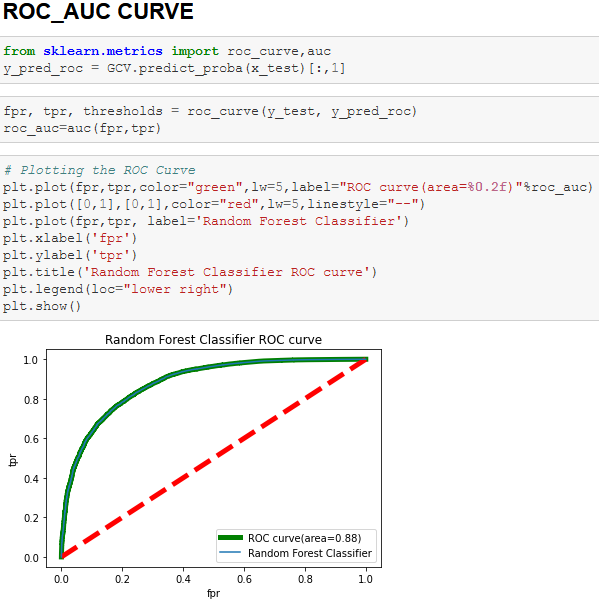 ROC_AUC CURVE
from sklearn.metrics import roc_curve,auc
y_pred_roc = GCV.predict_proba(x_test)[:,1]
fpr, tpr, thresholds = roc_curve(y_test, y_pred_roc)
roc_auc=auc(fpr,tpr)
# Plotting the ROC Curve
plt.plot(fpr,tpr,color="green",lw=5,label="ROC curve(area=%0.2f)"%roc_auc)
plt.plot([0,1],[0,1],color="red",lw=5,linestyle="--")
plt.plot(fpr,tpr, label='Random Forest Classifier')
plt.xlabel('fpr')
plt.ylabel('tpr')
plt.title('Random Forest Classifier ROC curve')
plt.legend(loc="lower right")
plt.show()
Random Forest Classifier ROC curve
1.0
0.8
0.6
0.4
0.2
0.0
tpr
ROC curve(area=0.88)
Random Forest Classifier
0.0 0.2 0.4 0.6 0.8 1.0
fpr